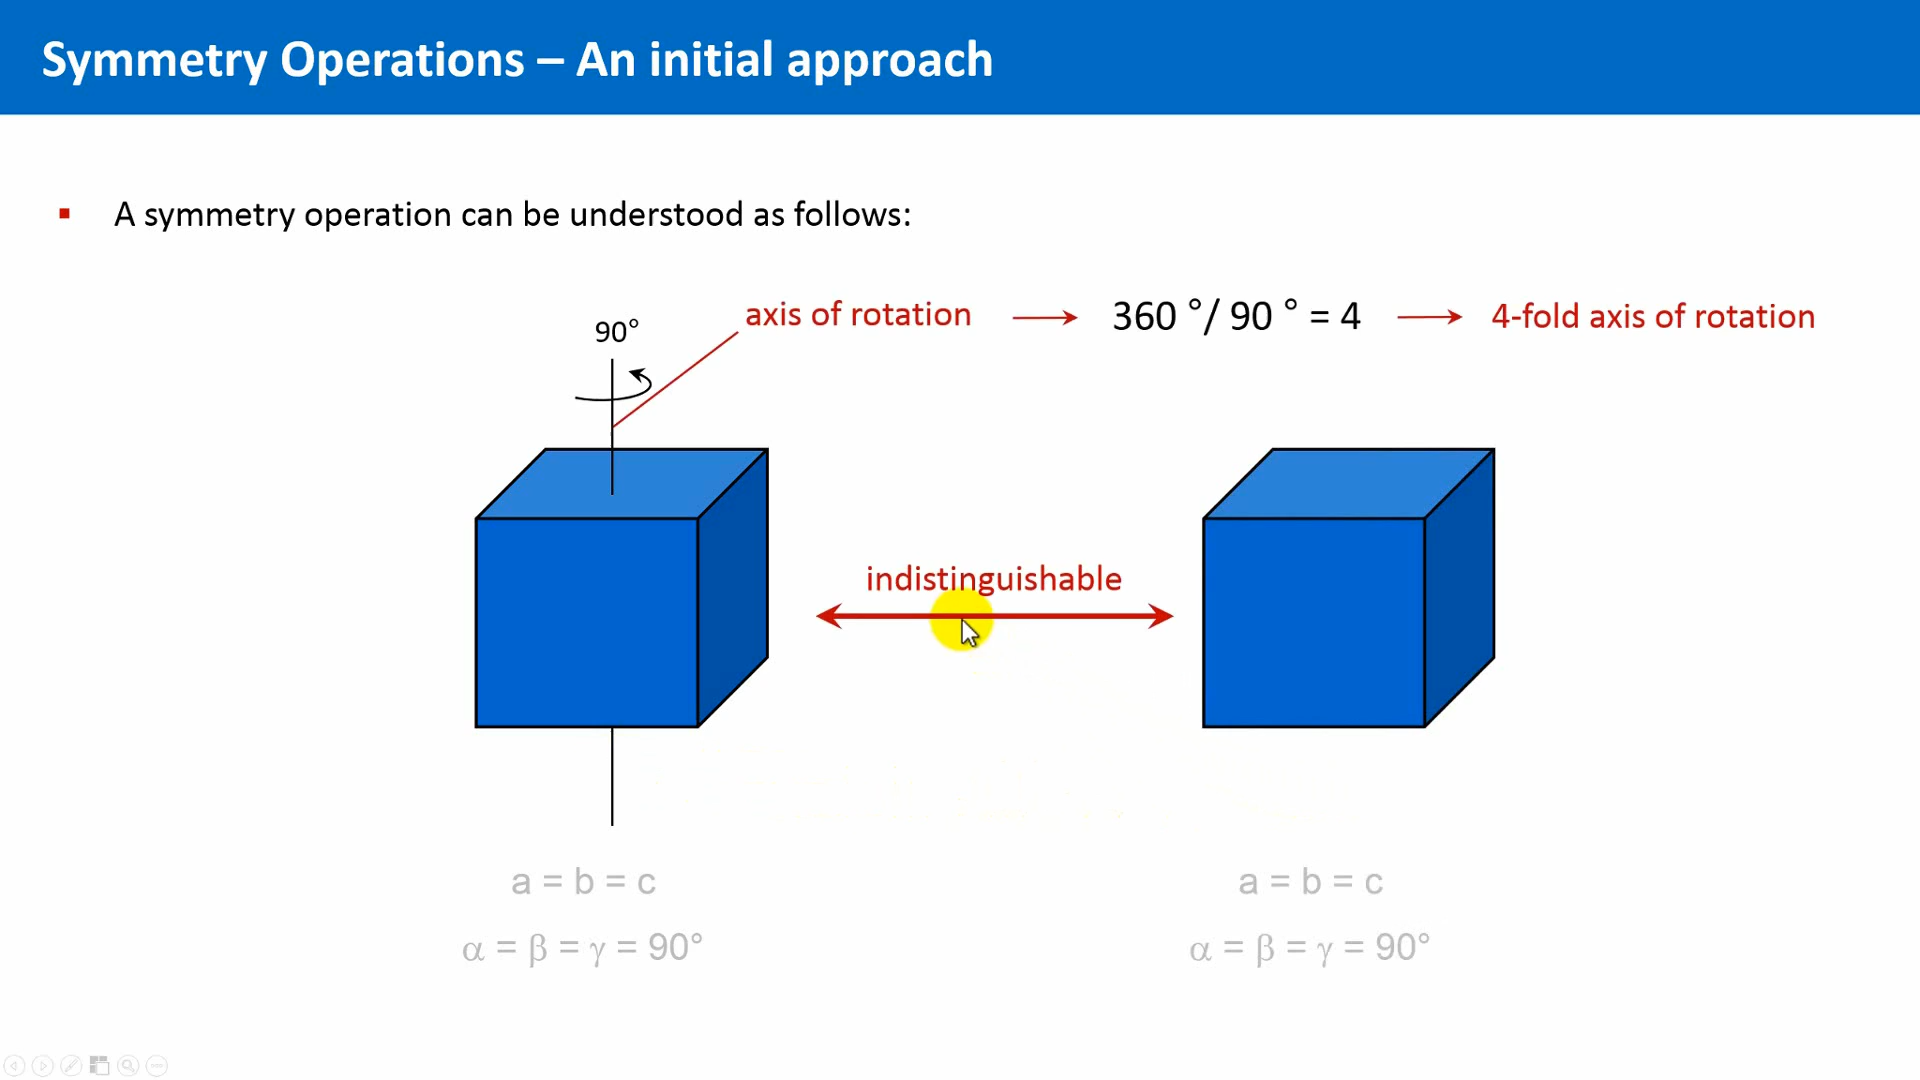 Symmetry Operations – An initial approach
▪ A symmetry operation can be understood as follows:
axis of rotation → 360 °/ 90 ° = 4 → 4-fold axis of rotation
90°
indistinguishable
a = b = c a = b = c
α = β = γ = 90° α = β = γ = 90°